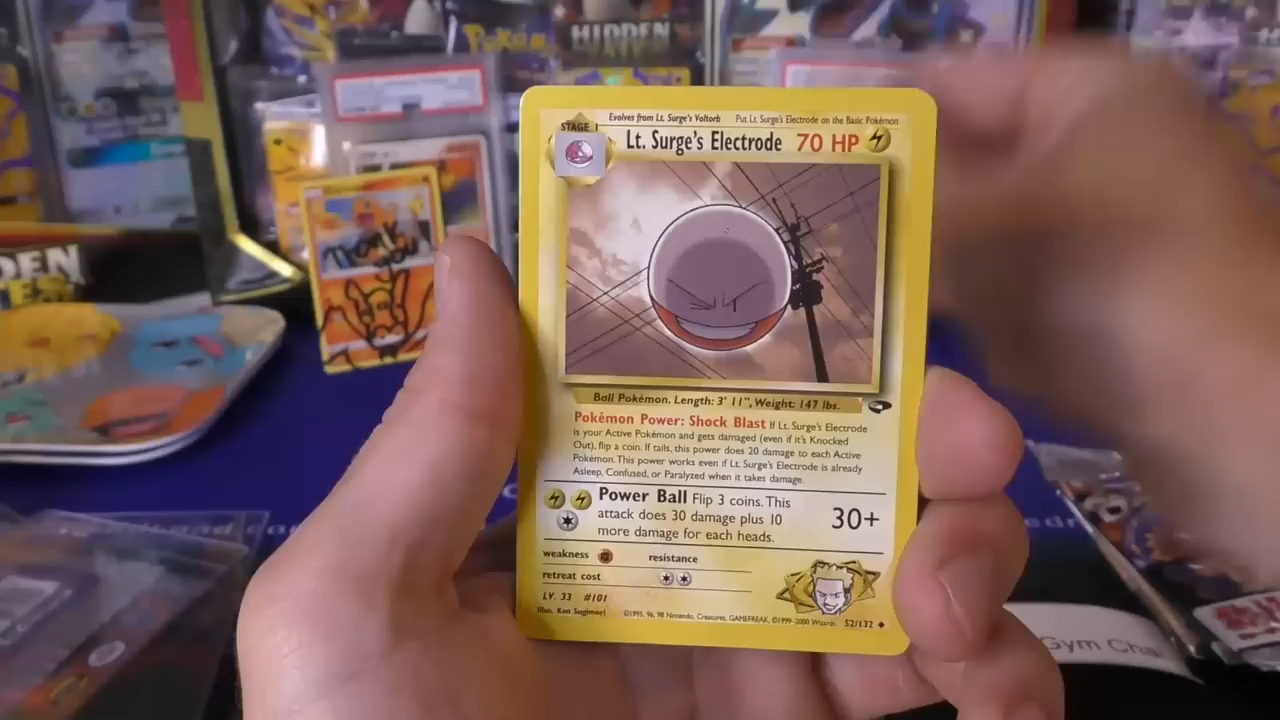 Pokémon
HIDDEN
DEN
Thank
you!
Evolves from Lt. Surge's Voltorb Put Lt. Surge's Electrode on the Basic Pokémon
STAGE 1
Lt. Surge's Electrode 70 HP
Ball Pokémon. Length: 3' 11", Weight: 147 lbs.
Pokémon Power: Shock Blast If Lt. Surge's Electrode
is your Active Pokémon and gets damaged (even if it's Knocked
Out), flip a coin. If tails, this power does 20 damage to each Active
Pokémon. This power works even if Lt. Surge's Electrode is already
Asleep, Confused, or Paralyzed when it takes damage.
Power Ball Flip 3 coins. This
attack does 30 damage plus 10
more damage for each heads.
30+
weakness resistance
retreat cost
LV. 33 #101
Illus. Ken Sugimori ©1995, 96, 98 Nintendo, Creatures, GAMEFREAK. ©1999-2000 Wizards. 52/132
Gym Cha